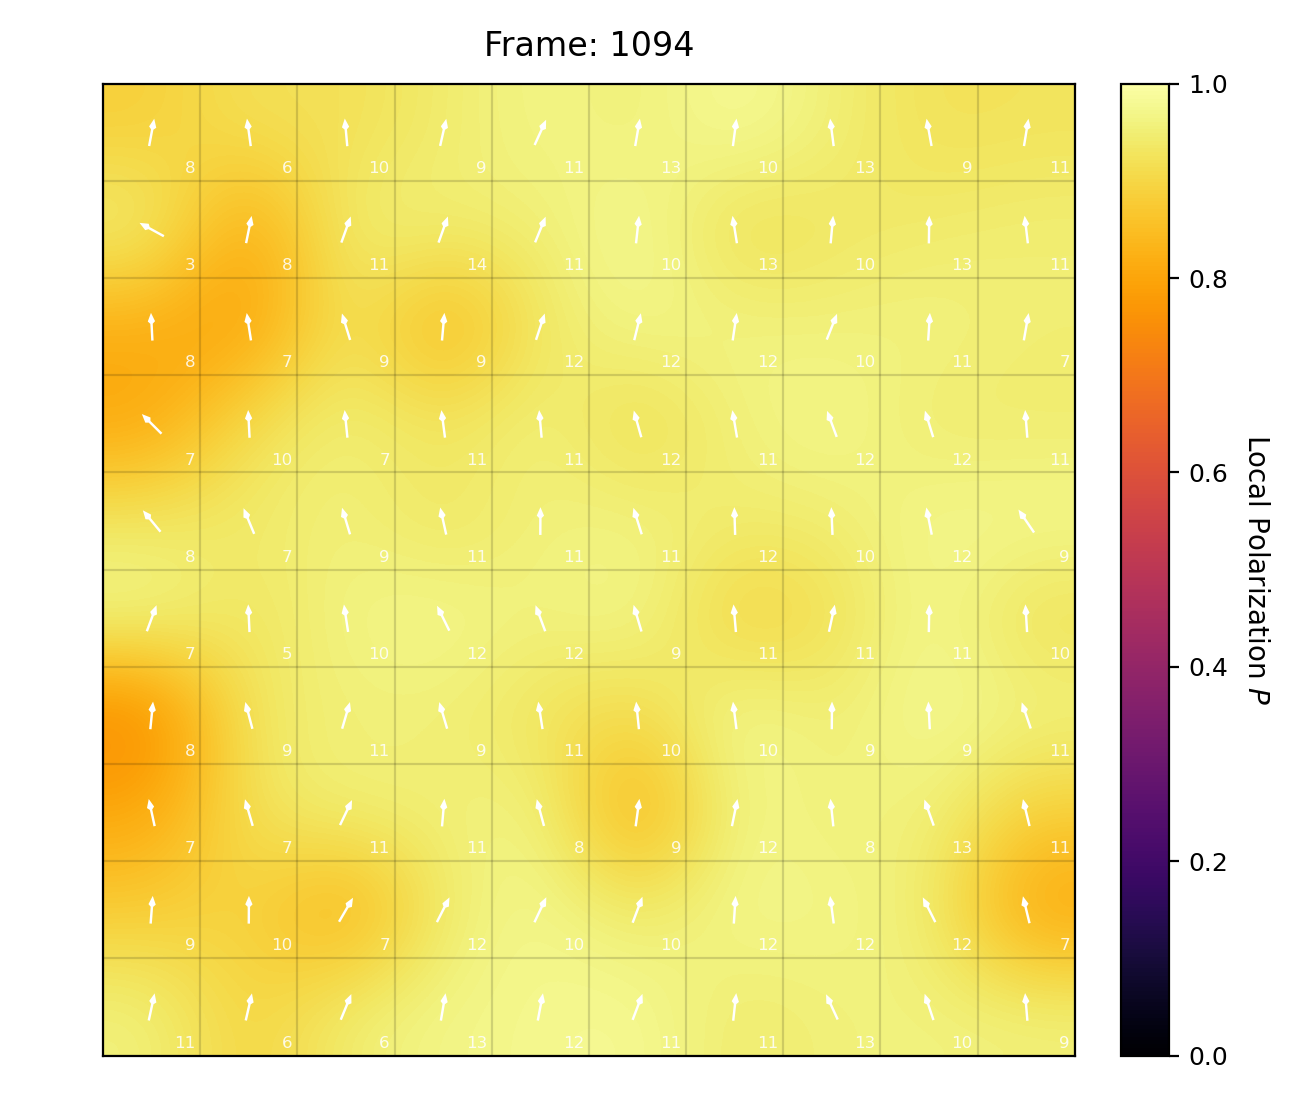 Frame: 1094
8 6 10 9 11 13 10 13 9 11
3 8 11 14 11 10 13 10 13 11
8 7 9 9 12 12 12 10 11 7
7 10 7 11 11 12 11 12 12 11
8 7 9 11 11 11 12 10 12 9
7 5 10 12 12 9 11 11 11 10
8 9 11 9 11 10 10 9 9 11
7 7 11 11 8 9 12 8 13 11
9 10 7 12 10 10 12 12 12 7
11 6 6 13 12 11 11 13 10 9
1.0
0.8
0.6
0.4
0.2
0.0
Local Polarization P